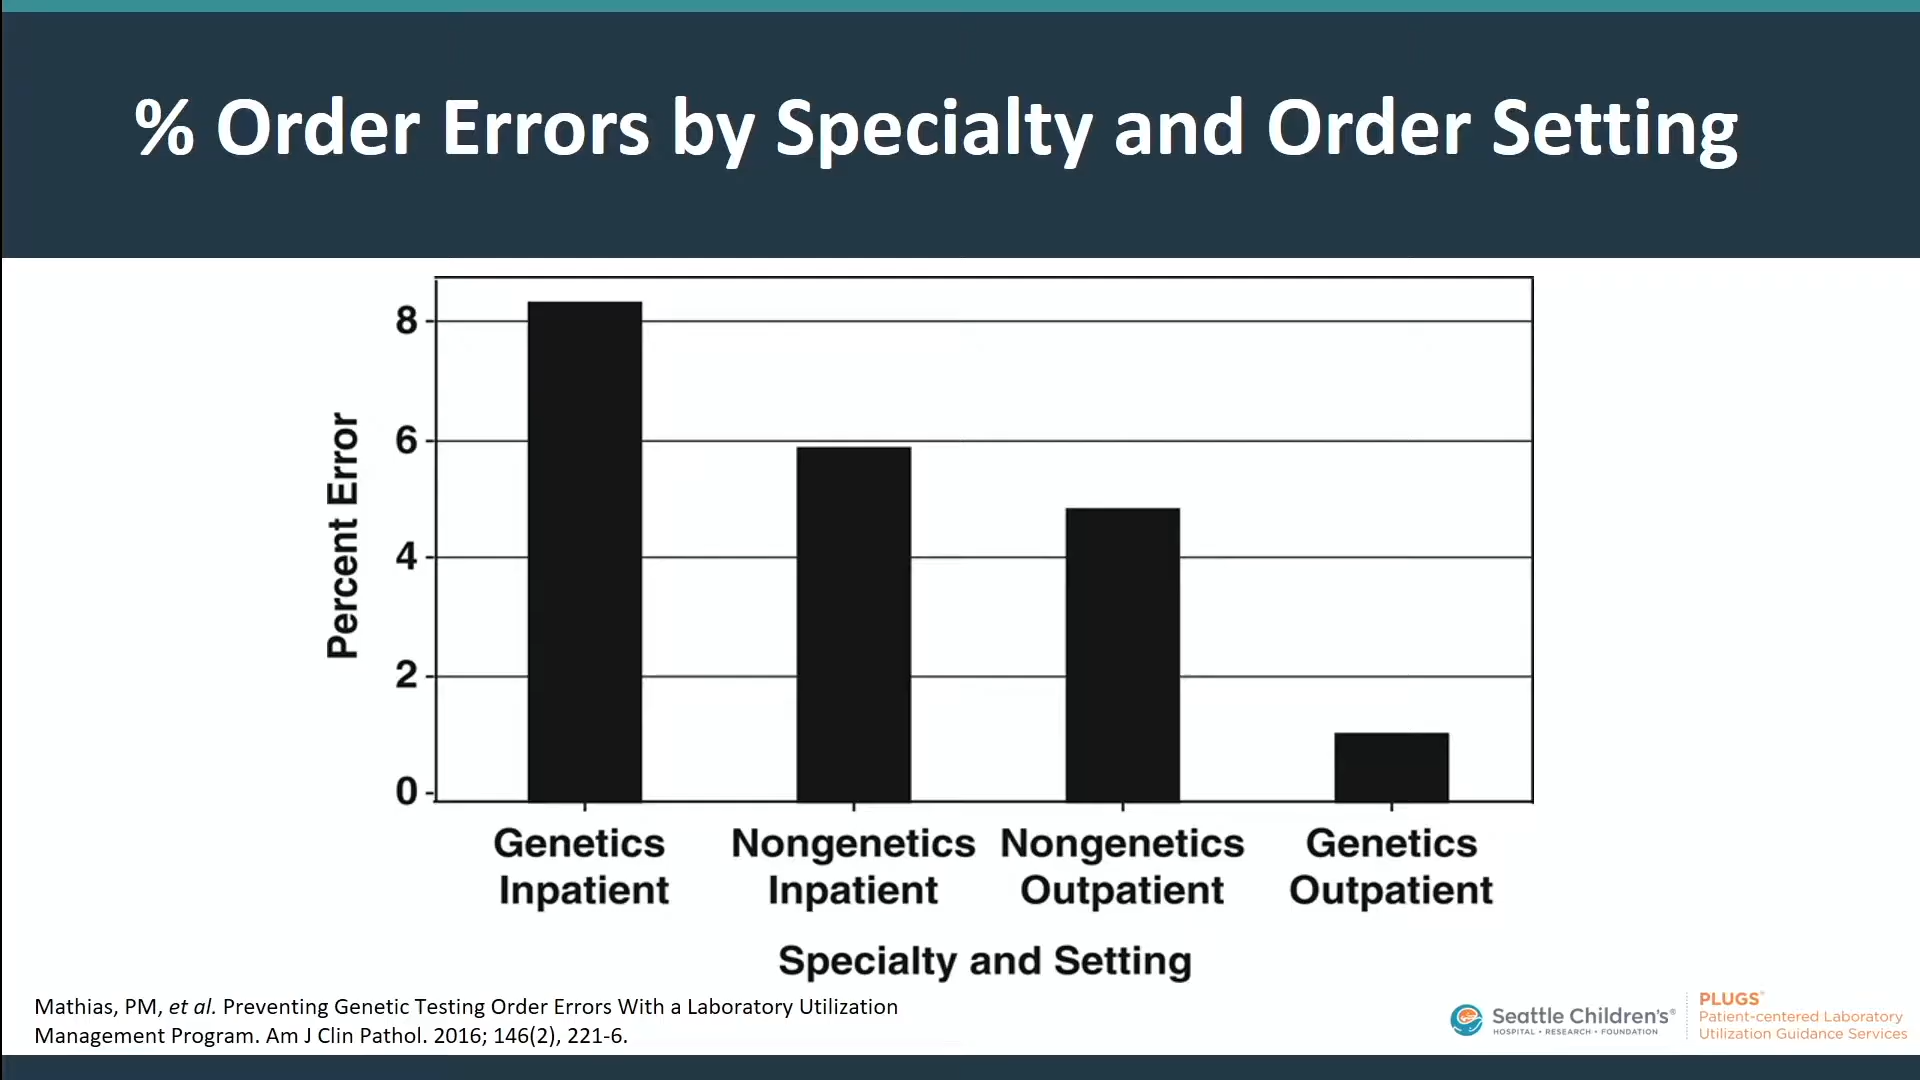 % Order Errors by Specialty and Order Setting
8
6
4
2
0
Percent Error
Genetics Inpatient
Nongenetics Inpatient
Nongenetics Outpatient
Genetics Outpatient
Specialty and Setting
Mathias, PM, et al. Preventing Genetic Testing Order Errors With a Laboratory Utilization
Management Program. Am J Clin Pathol. 2016; 146(2), 221-6.
Seattle Children's®
HOSPITAL • RESEARCH • FOUNDATION
PLUGS®
Patient-centered Laboratory
Utilization Guidance Services